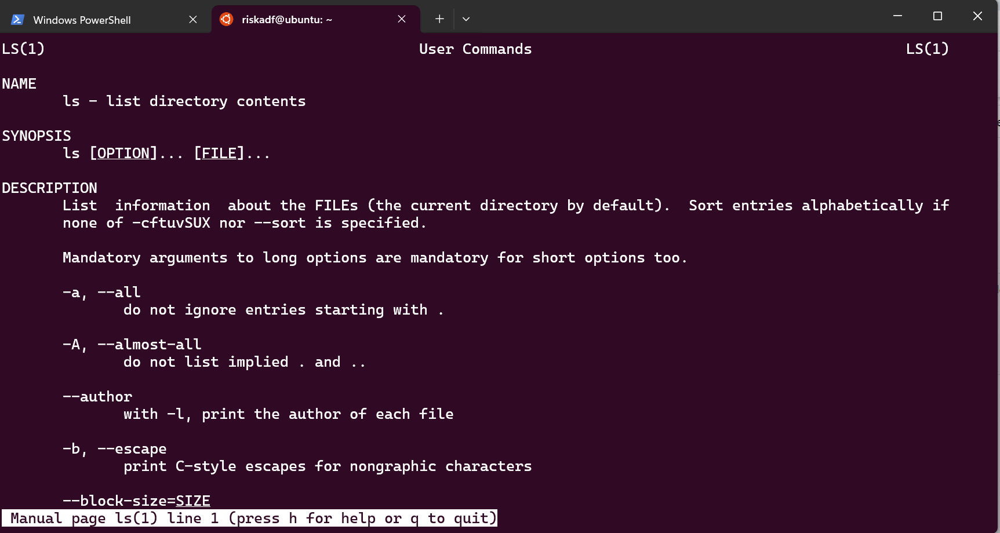 Windows PowerShell
riskadf@ubuntu: ~
LS(1) User Commands LS(1)
NAME
ls - list directory contents
SYNOPSIS
ls [OPTION]... [FILE]...
DESCRIPTION
List information about the FILEs (the current directory by default). Sort entries alphabetically if
none of -cftuvSUX nor --sort is specified.
Mandatory arguments to long options are mandatory for short options too.
-a, --all
do not ignore entries starting with .
-A, --almost-all
do not list implied . and ..
--author
with -l, print the author of each file
-b, --escape
print C-style escapes for nongraphic characters
--block-size=SIZE
Manual page ls(1) line 1 (press h for help or q to quit)